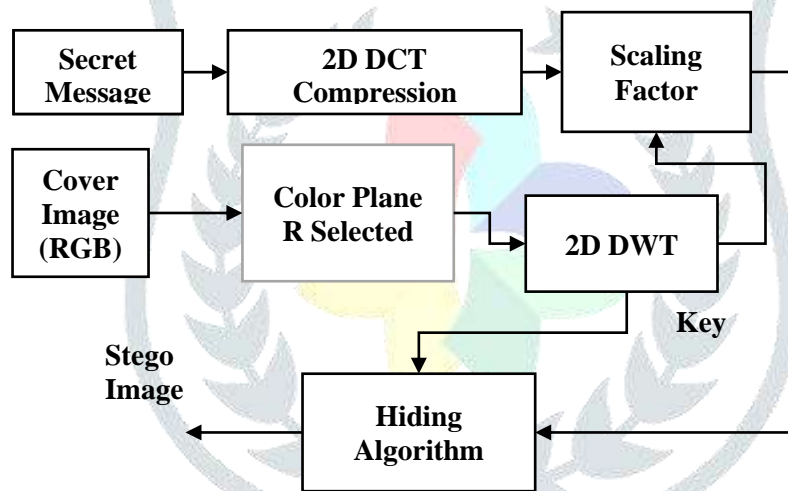 Secret
Message
2D DCT
Compression
Scaling
Factor
Cover
Image
(RGB)
Color Plane
R Selected
2D DWT
Key
Stego
Image
Hiding
Algorithm